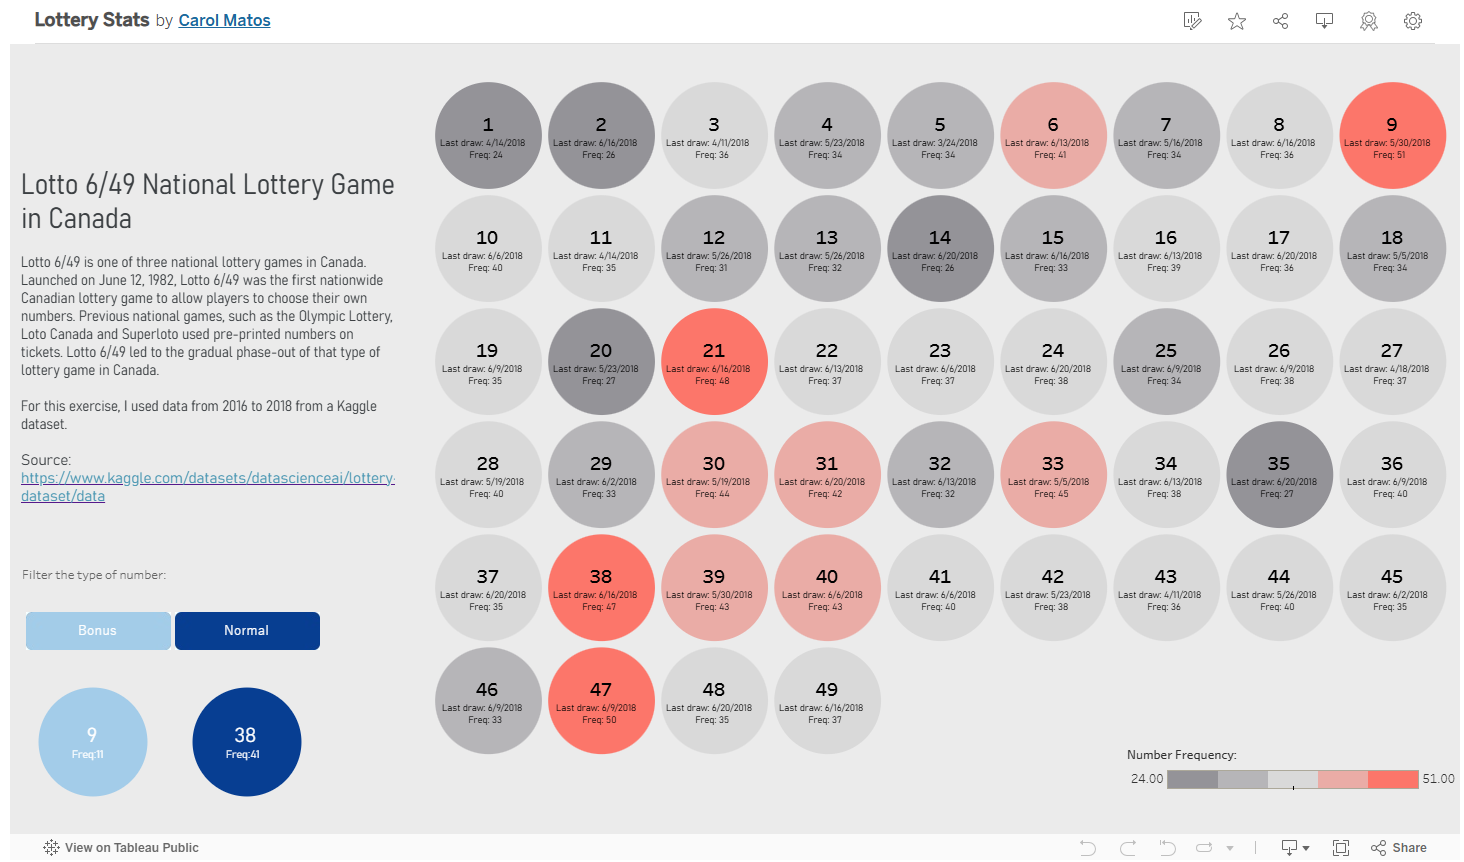 Lottery Stats by Carol Matos
Lotto 6/49 National Lottery Game
in Canada
Lotto 6/49 is one of three national lottery games in Canada.
Launched on June 12, 1982, Lotto 6/49 was the first nationwide
Canadian lottery game to allow players to choose their own
numbers. Previous national games, such as the Olympic Lottery,
Loto Canada and Superloto used pre-printed numbers on
tickets. Lotto 6/49 led to the gradual phase-out of that type of
lottery game in Canada.
For this exercise, I used data from 2016 to 2018 from a Kaggle
dataset.
Source:
https://www.kaggle.com/datasets/datascienceai/lottery-
dataset/data
Filter the type of number:
Bonus
Normal
9
Freq:11
38
Freq:41
1
Last draw: 4/14/2018
Freq: 24
2
Last draw: 6/16/2018
Freq: 26
3
Last draw: 4/11/2018
Freq: 36
4
Last draw: 5/23/2018
Freq: 34
5
Last draw: 3/24/2018
Freq: 34
6
Last draw: 6/13/2018
Freq: 41
7
Last draw: 5/16/2018
Freq: 34
8
Last draw: 6/16/2018
Freq: 36
9
Last draw: 5/30/2018
Freq: 51
10
Last draw: 6/6/2018
Freq: 40
11
Last draw: 4/14/2018
Freq: 35
12
Last draw: 5/26/2018
Freq: 31
13
Last draw: 5/26/2018
Freq: 32
14
Last draw: 6/20/2018
Freq: 26
15
Last draw: 6/16/2018
Freq: 33
16
Last draw: 6/13/2018
Freq: 39
17
Last draw: 6/20/2018
Freq: 36
18
Last draw: 5/5/2018
Freq: 34
19
Last draw: 6/9/2018
Freq: 35
20
Last draw: 5/23/2018
Freq: 27
21
Last draw: 6/16/2018
Freq: 48
22
Last draw: 6/13/2018
Freq: 37
23
Last draw: 6/6/2018
Freq: 37
24
Last draw: 6/20/2018
Freq: 38
25
Last draw: 6/9/2018
Freq: 34
26
Last draw: 6/9/2018
Freq: 38
27
Last draw: 4/18/2018
Freq: 37
28
Last draw: 5/19/2018
Freq: 40
29
Last draw: 6/2/2018
Freq: 33
30
Last draw: 5/19/2018
Freq: 44
31
Last draw: 6/20/2018
Freq: 42
32
Last draw: 6/13/2018
Freq: 32
33
Last draw: 5/5/2018
Freq: 45
34
Last draw: 6/13/2018
Freq: 38
35
Last draw: 6/20/2018
Freq: 27
36
Last draw: 6/9/2018
Freq: 40
37
Last draw: 6/20/2018
Freq: 35
38
Last draw: 6/16/2018
Freq: 47
39
Last draw: 5/30/2018
Freq: 43
40
Last draw: 6/6/2018
Freq: 43
41
Last draw: 6/6/2018
Freq: 40
42
Last draw: 5/23/2018
Freq: 38
43
Last draw: 4/11/2018
Freq: 36
44
Last draw: 5/26/2018
Freq: 40
45
Last draw: 6/2/2018
Freq: 35
46
Last draw: 6/9/2018
Freq: 33
47
Last draw: 6/9/2018
Freq: 50
48
Last draw: 6/20/2018
Freq: 35
49
Last draw: 6/16/2018
Freq: 37
Number Frequency:
24.00
51.00
View on Tableau Public
Share